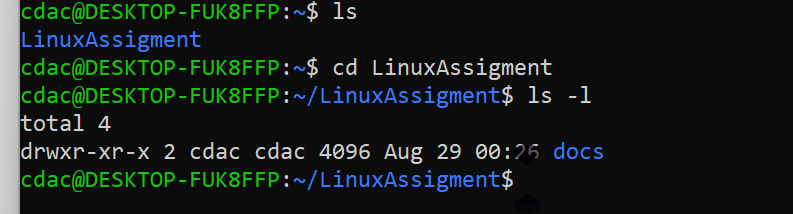 cdac@DESKTOP-FUK8FFP:~$ ls
LinuxAssigment
cdac@DESKTOP-FUK8FFP:~$ cd LinuxAssigment
cdac@DESKTOP-FUK8FFP:~/LinuxAssigment$ ls -l
total 4
drwxr-xr-x 2 cdac cdac 4096 Aug 29 00:26 docs
cdac@DESKTOP-FUK8FFP:~/LinuxAssigment$